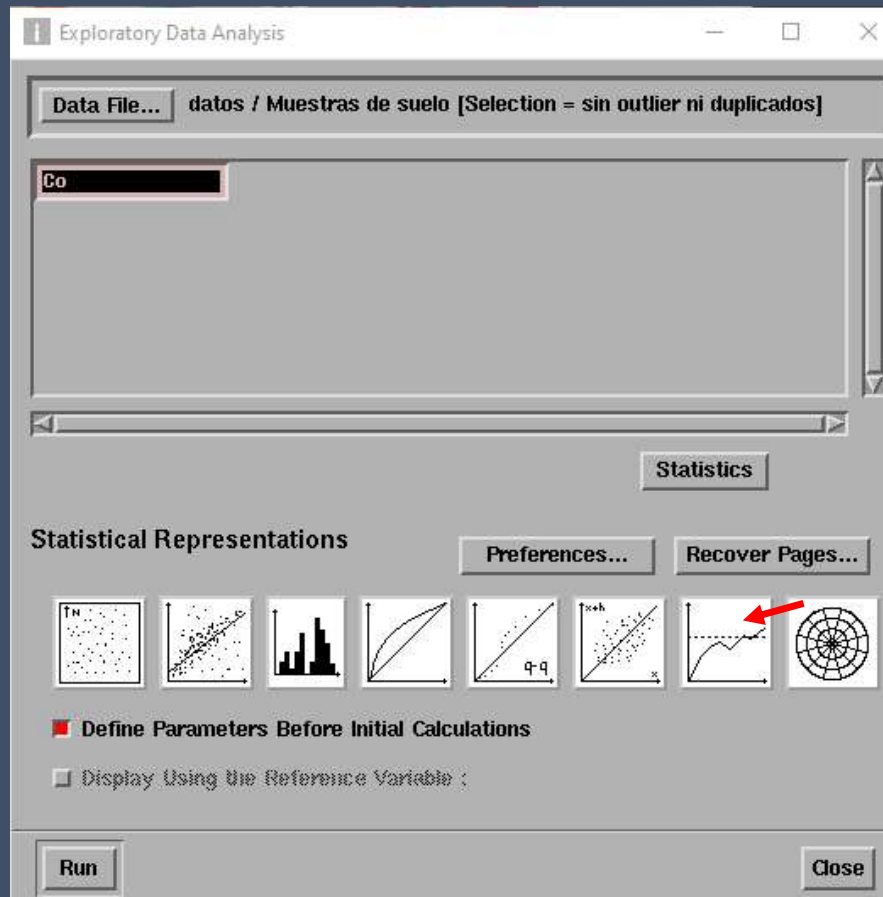 Exploratory Data Analysis
Data File... datos / Muestras de suelo [Selection = sin outlier ni duplicados]
Co
Statistics
Statistical Representations
Preferences... Recover Pages...
N
q-q
x+h
x
Define Parameters Before Initial Calculations
Display Using the Reference Variable :
Run Close